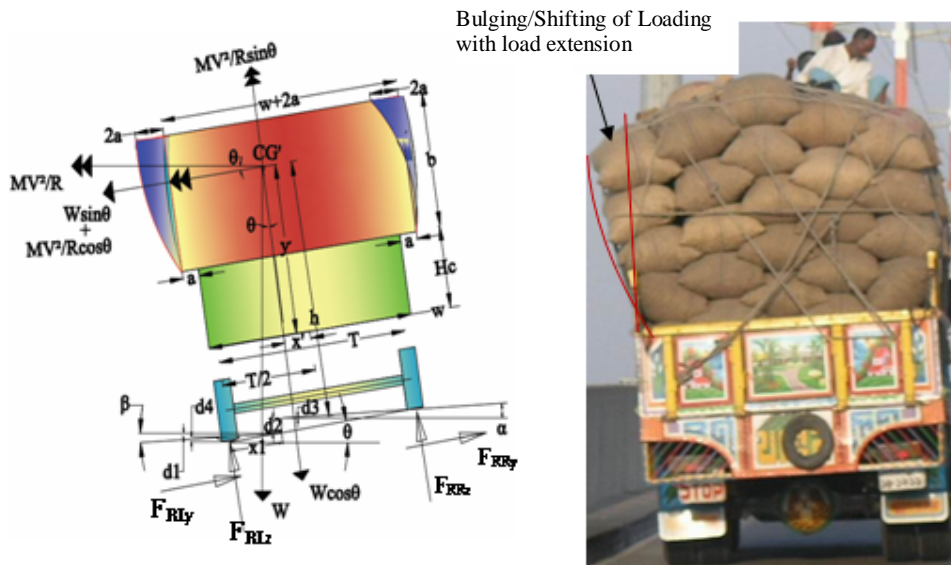 Bulging/Shifting of Loading
with load extension
MV²/Rsinθ
2a
w+2a
2a
CG'
θ
b
MV²/R
Wsinθ
+
MV²/Rcosθ
θ
y
a
a
Hc
h
w
x'
T
T/2
β
d4
d3
d2
θ
α
d1
x1
F_RRy
F_RLy
Wcosθ
F_RRz
W
F_RLz
STOP